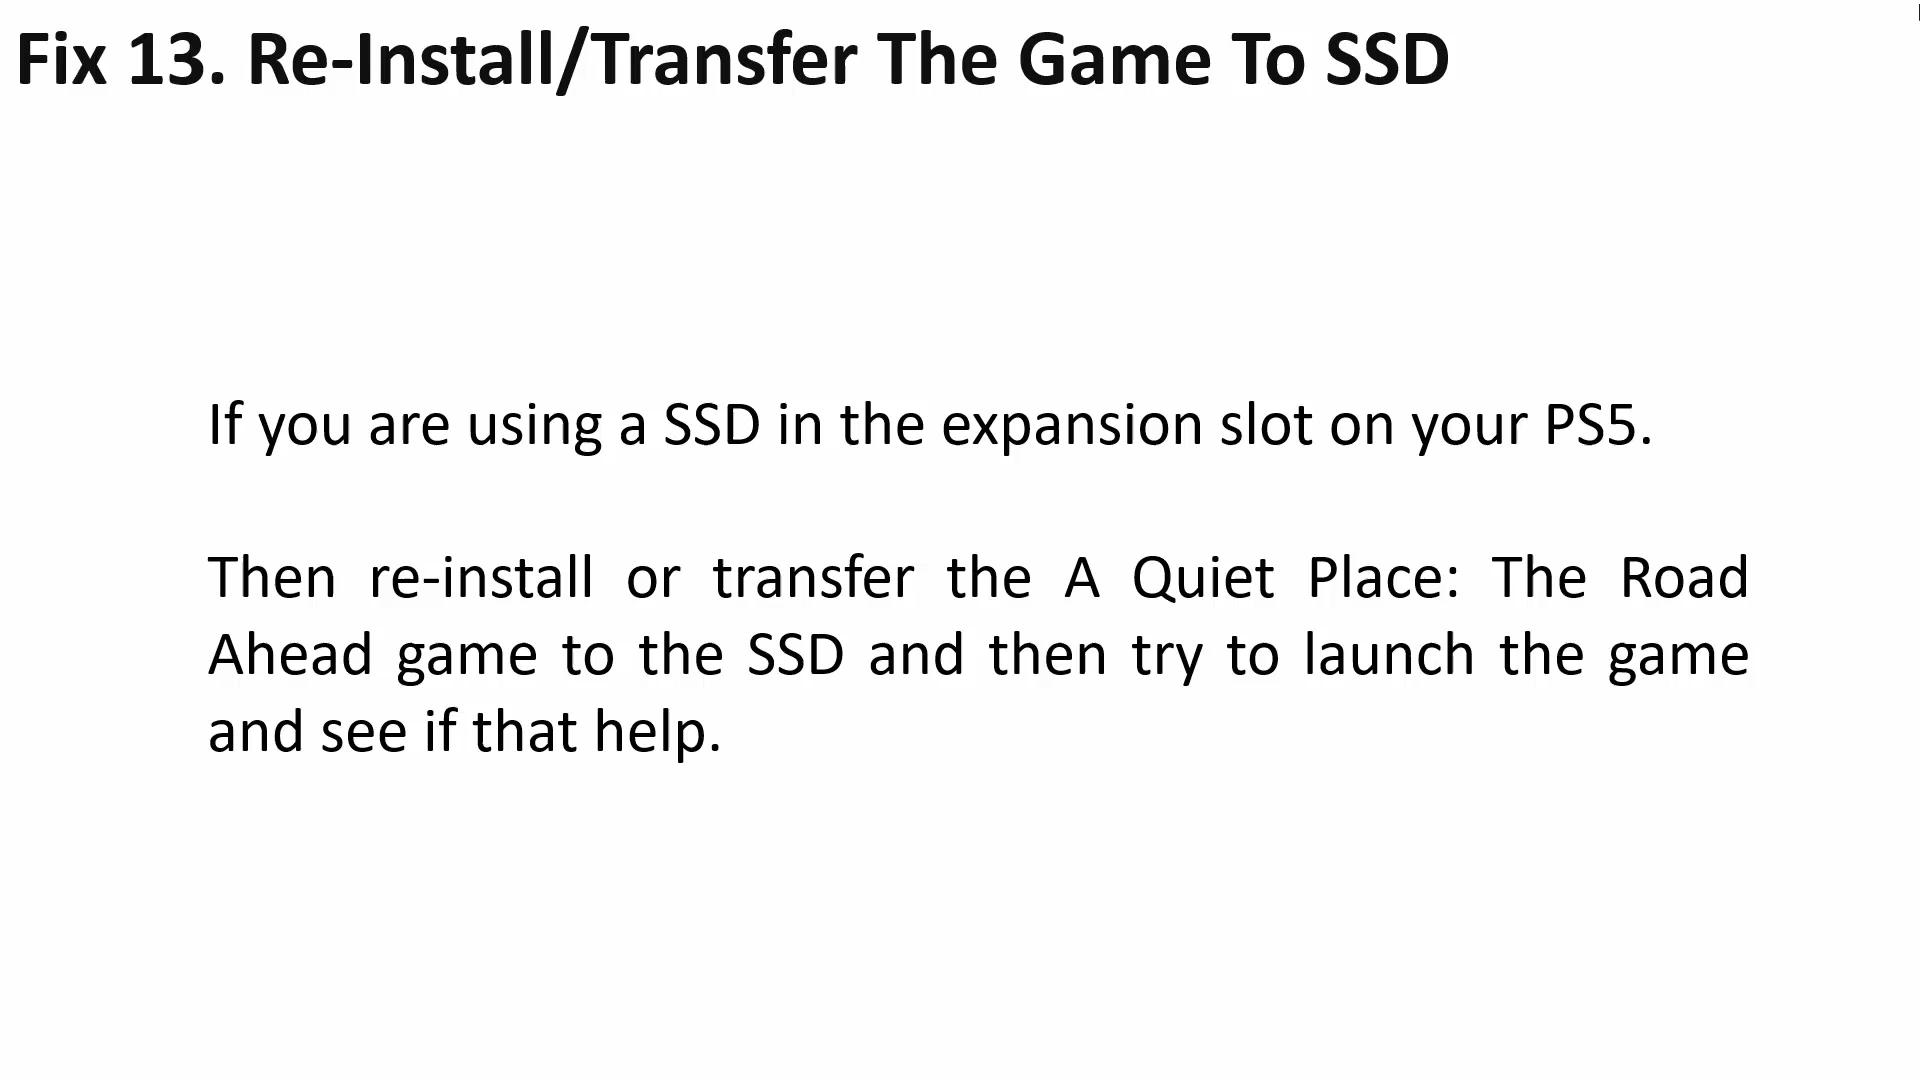 Fix 13. Re-Install/Transfer The Game To SSD
If you are using a SSD in the expansion slot on your PS5.
Then re-install or transfer the A Quiet Place: The Road
Ahead game to the SSD and then try to launch the game
and see if that help.